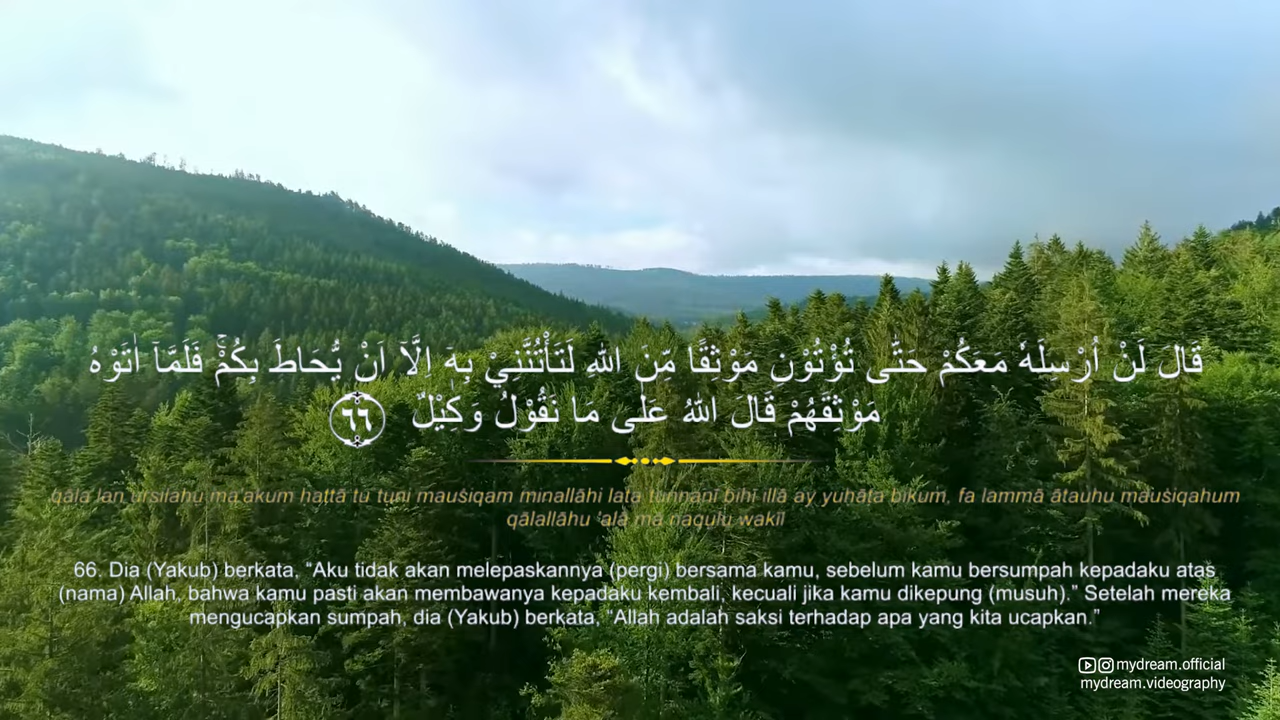 قَالَ لَنْ اُرْسِلَهٗ مَعَكُمْ حَتّٰى تُؤْتُوْنِ مَوْثِقًا مِّنَ اللّٰهِ لَتَأْتُنَّنِيْ بِهٖٓ اِلَّآ اَنْ يُّحَاطَ بِكُمْۚ فَلَمَّآ اٰتَوْهُ
مَوْثِقَهُمْ قَالَ اللّٰهُ عَلٰى مَا نَقُوْلُ وَكِيْلٌ ٦٦
qāla lan ursilahu ma'akum ḥattā tu tuni mauṡiqam minallāhi lata tunnani bihi illā ay yuḥāṭa bikum, fa lammā ātauhu mauṡiqahum
qālallāhu 'alā mā naqulu wakīl
66. Dia (Yakub) berkata, “Aku tidak akan melepaskannya (pergi) bersama kamu, sebelum kamu bersumpah kepadaku atas
(nama) Allah, bahwa kamu pasti akan membawanya kepadaku kembali, kecuali jika kamu dikepung (musuh).” Setelah mereka
mengucapkan sumpah, dia (Yakub) berkata, “Allah adalah saksi terhadap apa yang kita ucapkan.”
mydream.official
mydream.videography